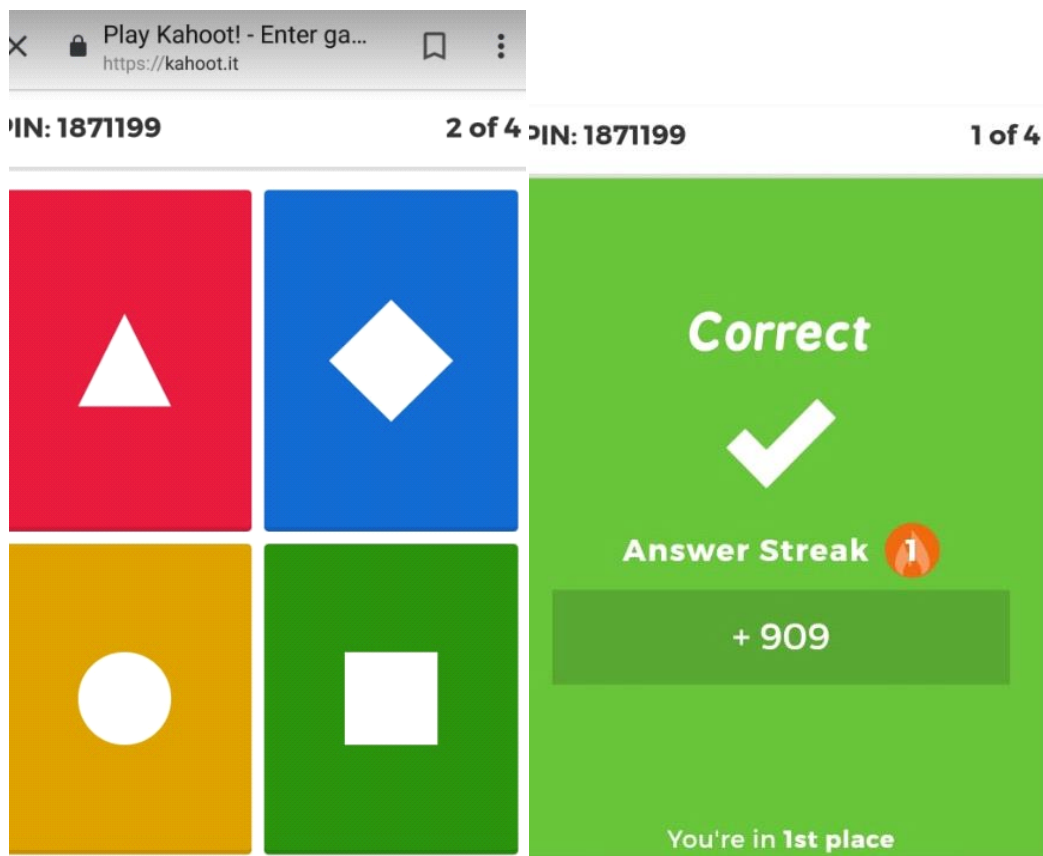 Play Kahoot! - Enter ga...
https://kahoot.it
PIN: 1871199
2 of 4
PIN: 1871199
1 of 4
Correct
Answer Streak 1
+ 909
You're in 1st place